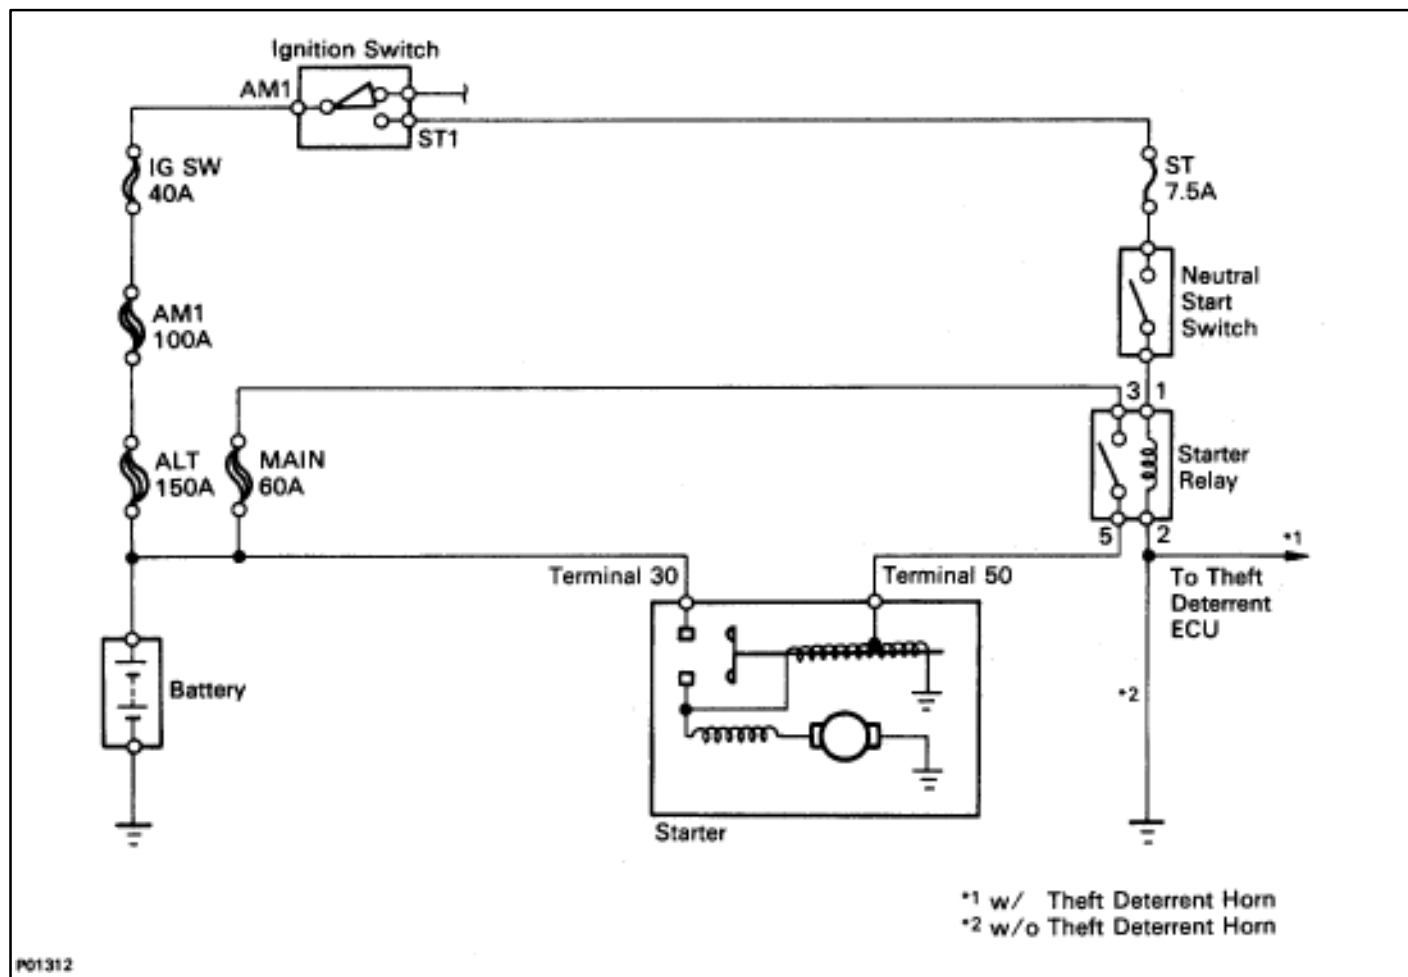 Ignition Switch
AM1
ST1
IG SW
40A
ST
7.5A
Neutral
Start
Switch
AM1
100A
3 1
ALT
150A
MAIN
60A
Starter
Relay
5 2
*1
Terminal 30
Terminal 50
To Theft
Deterrent
ECU
Battery
*2
Starter
*1 w/ Theft Deterrent Horn
*2 w/o Theft Deterrent Horn
P01312